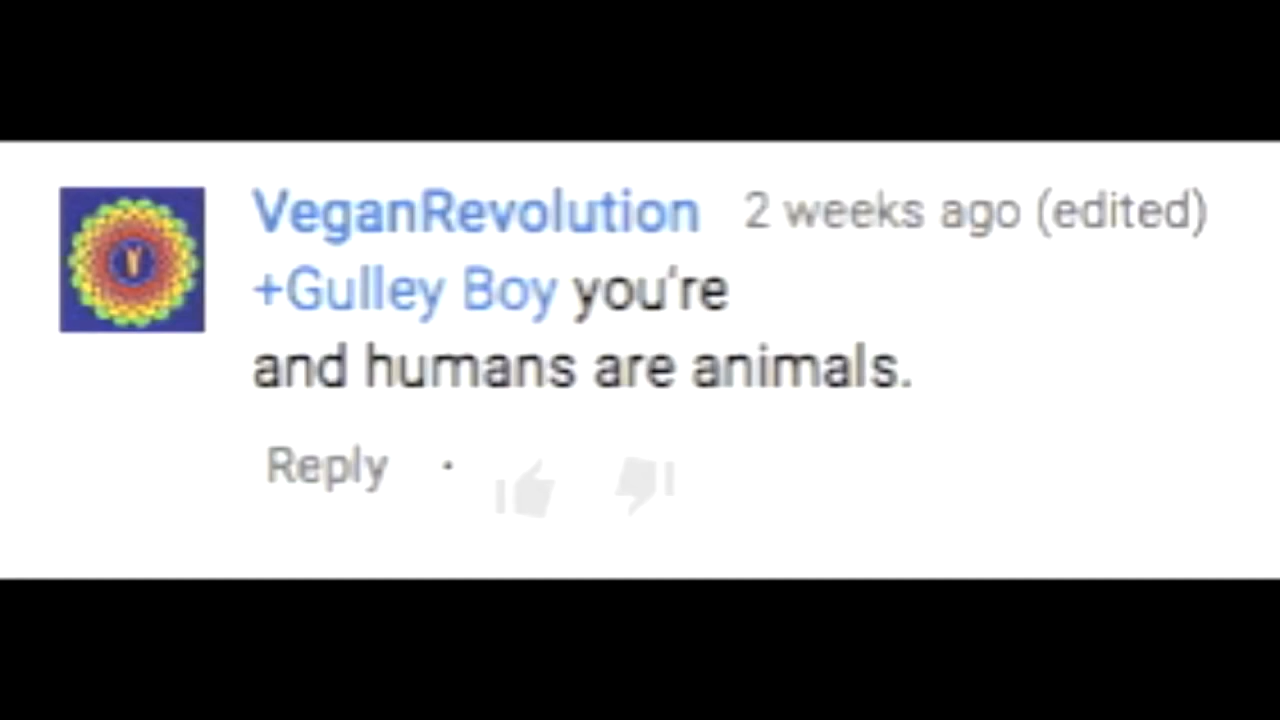 VeganRevolution 2 weeks ago (edited)
+Gulley Boy you're
and humans are animals.
Reply ·